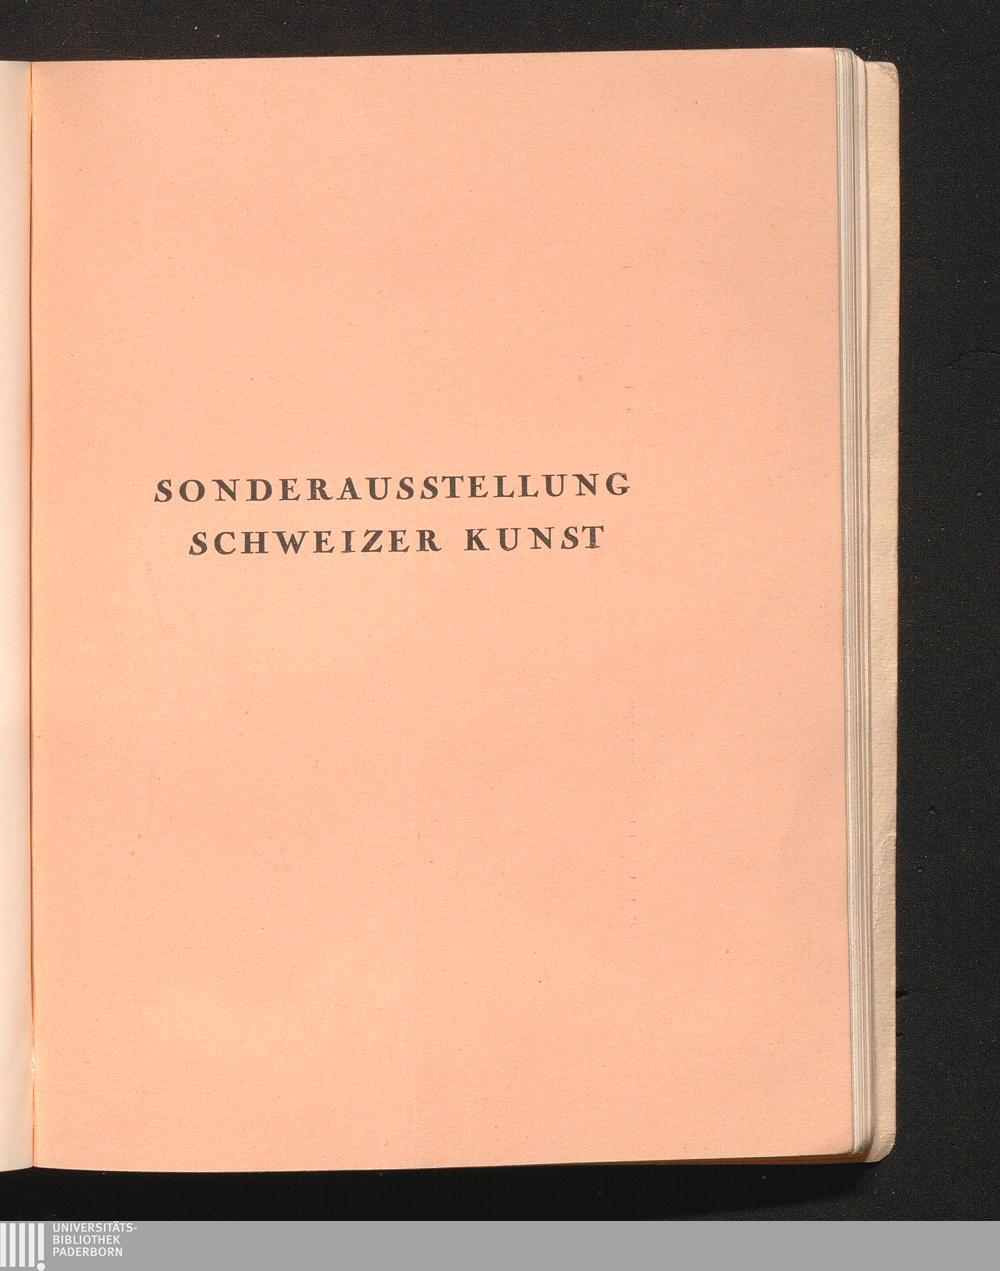 SONDERAUSSTELLUNG
SCHWEIZER KUNST
UNIVERSITÄTS-
BIBLIOTHEK
PADERBORN